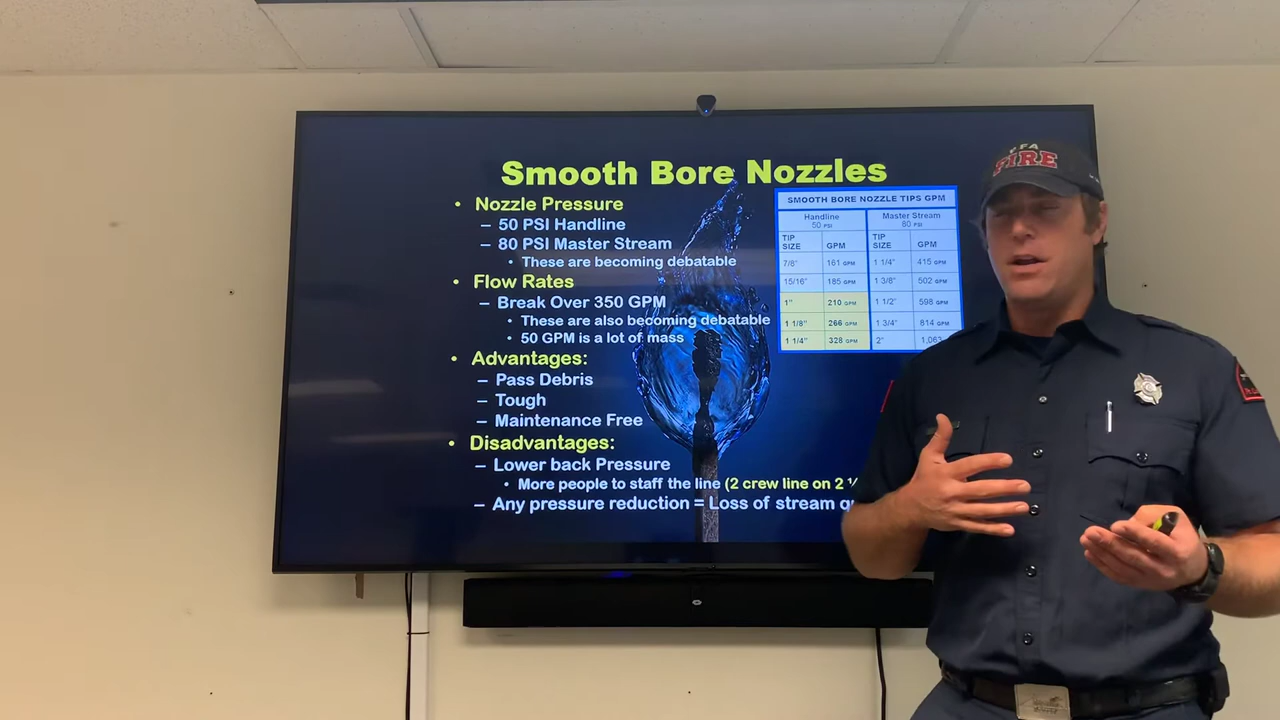 Smooth Bore Nozzles
• Nozzle Pressure
– 50 PSI Handline
– 80 PSI Master Stream
• These are becoming debatable
• Flow Rates
– Break Over 350 GPM
• These are also becoming debatable
• 50 GPM is a lot of mass
• Advantages:
– Pass Debris
– Tough
– Maintenance Free
• Disadvantages:
– Lower back Pressure
• More people to staff the line (2 crew line on 2
– Any pressure reduction = Loss of stream
SMOOTH BORE NOZZLE TIPS GPM
Handline Master Stream
50 PSI 80 PSI
TIP SIZE GPM TIP SIZE GPM
7/8" 161 GPM 1 1/4" 415 GPM
15/16" 185 GPM 1 3/8" 502 GPM
1" 210 GPM 1 1/2" 598 GPM
1 1/8" 266 GPM 1 3/4" 814 GPM
1 1/4" 328 GPM 2" 1,063
FIRE